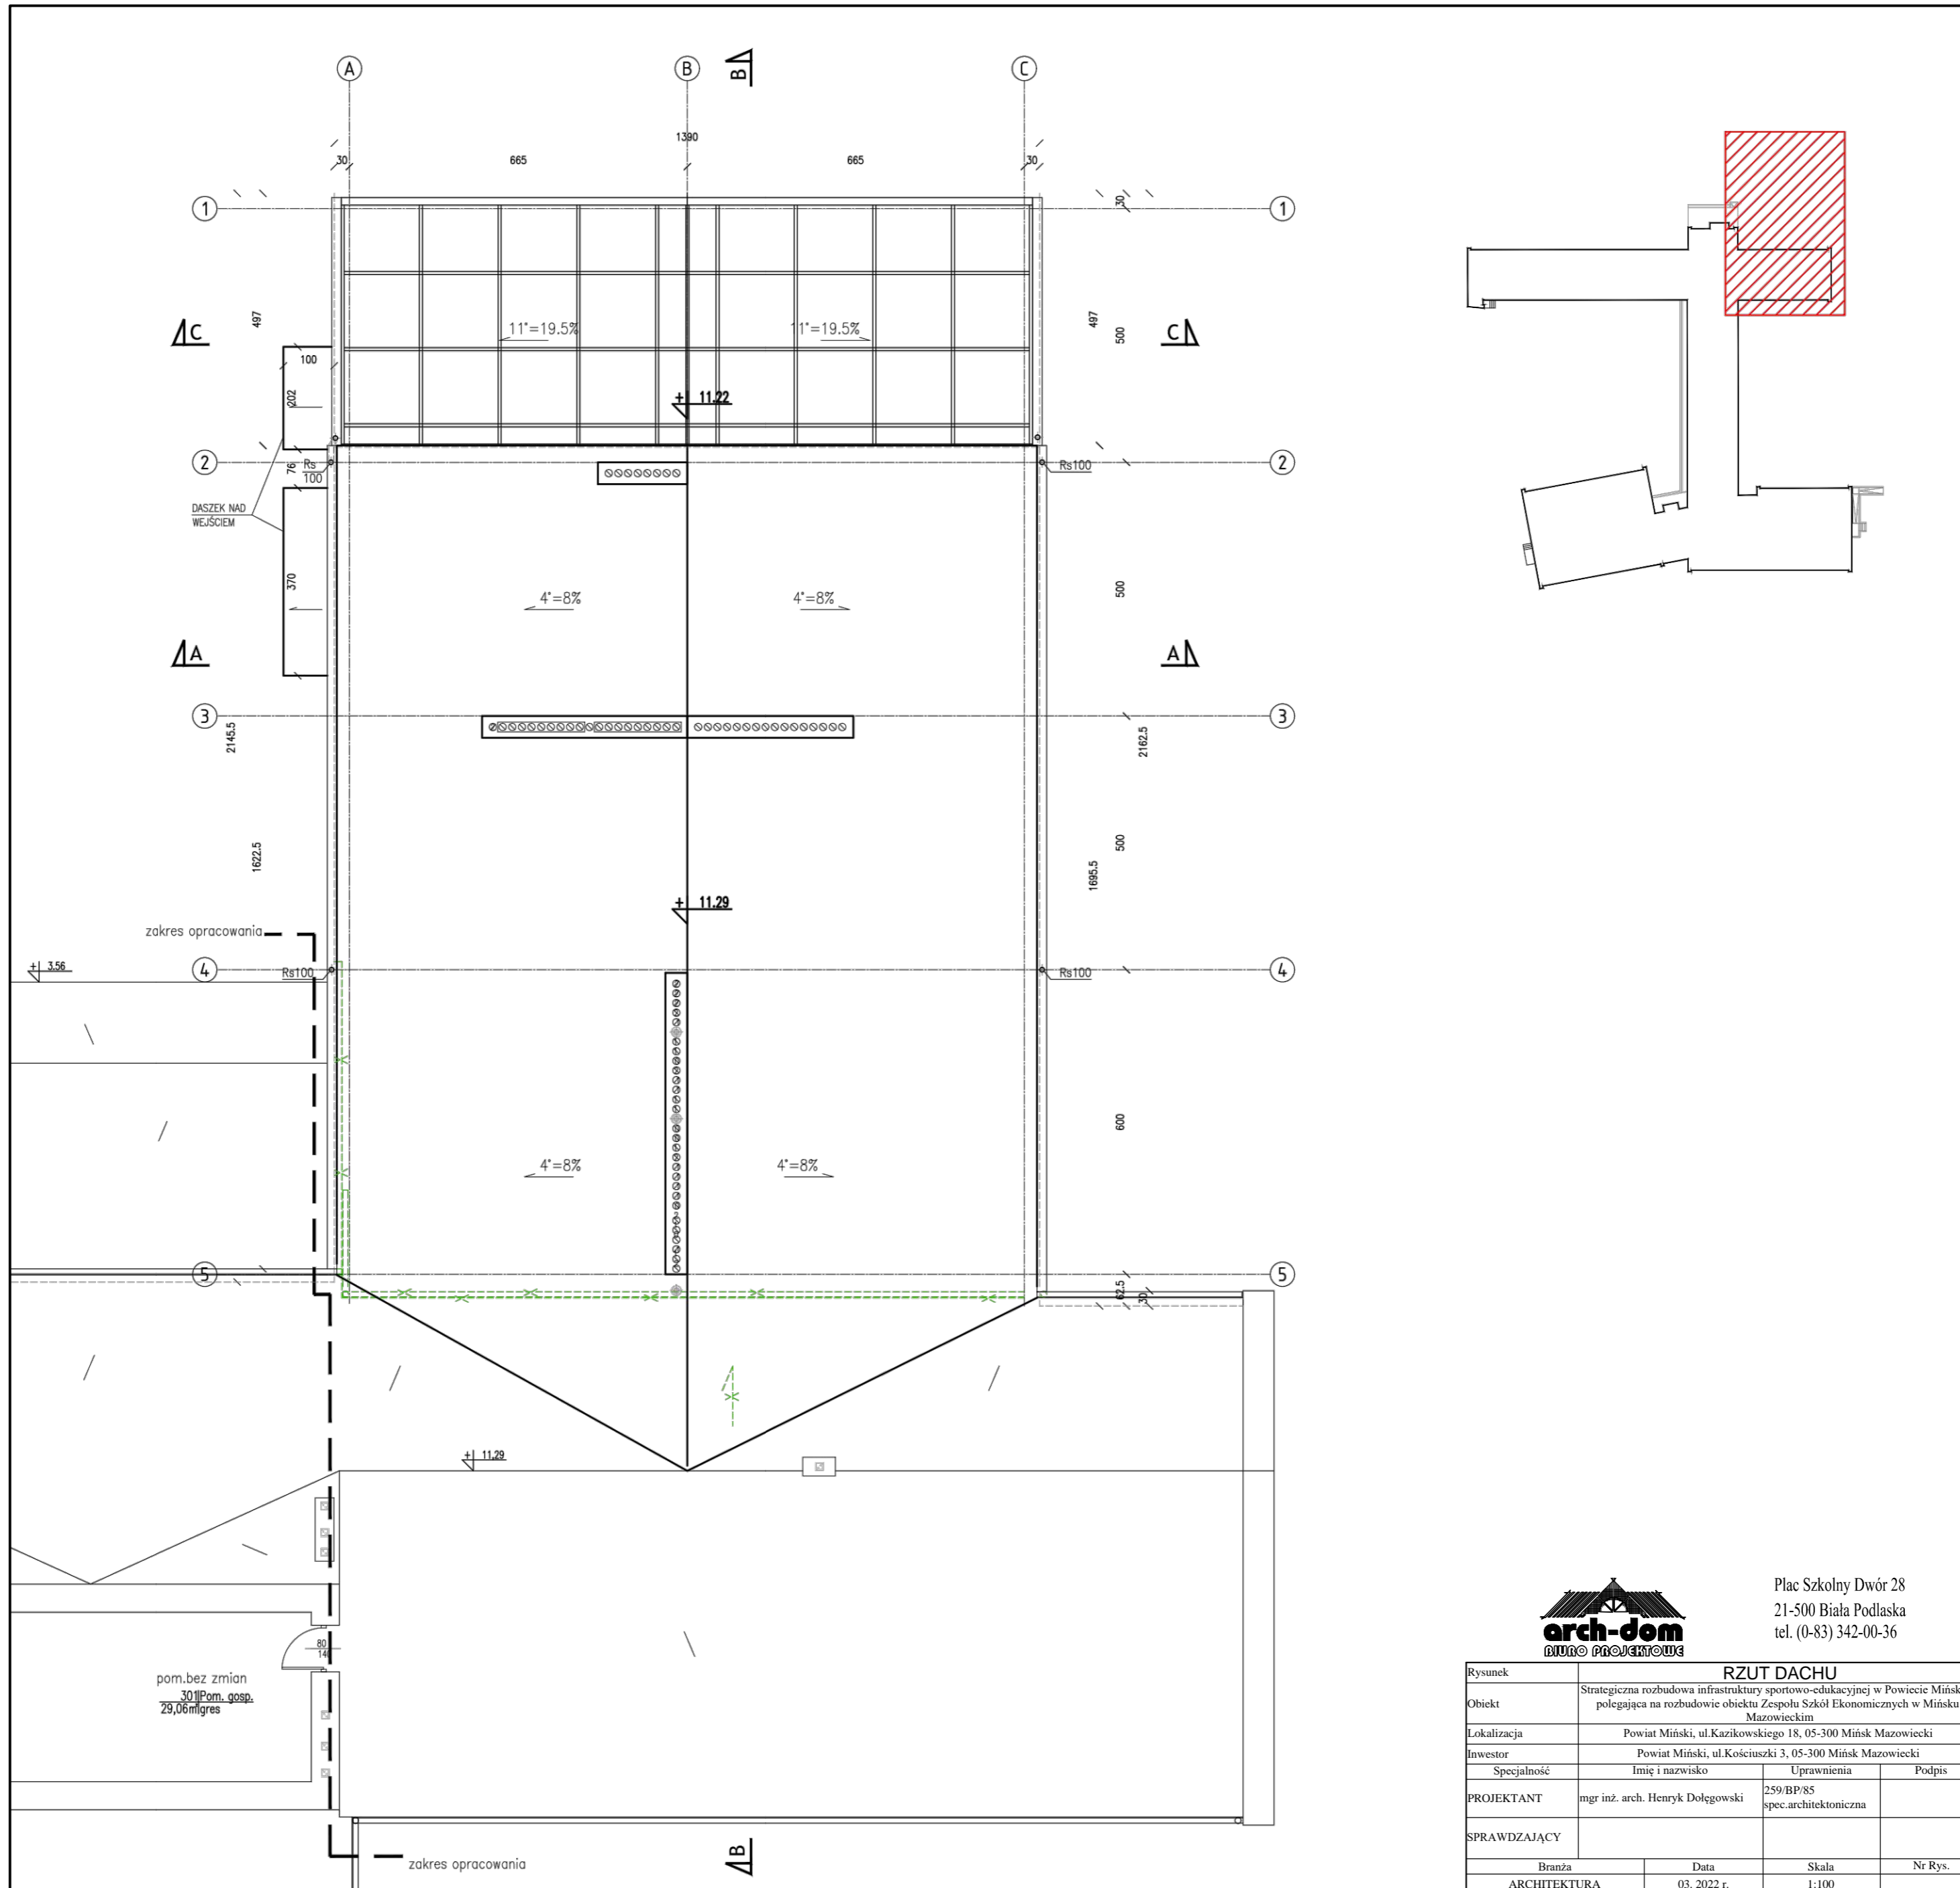 A
B
C
B
1390
30
665
665
30
1
1
30
497
497
500
11°=19.5%
11°=19.5%
C
C
100
202
+ 11.22
2
2
76
Rs
100
Rs100
DASZEK NAD
WEJŚCIEM
370
500
4°=8%
4°=8%
A
A
3
3
2145.5
2162.5
500
1622.5
1695.5
+ 11.29
zakres opracowania
+ 3.56
4
4
Rs100
Rs100
600
4°=8%
4°=8%
5
5
62.5
30
+ 11.29
80
140
pom.bez zmian
301 Pom. gosp.
29,06m² gres
zakres opracowania
B
Plac Szkolny Dwór 28
21-500 Biała Podlaska
tel. (0-83) 342-00-36
arch-dom
BIURO PROJEKTOWE
Rysunek RZUT DACHU
Obiekt Strategiczna rozbudowa infrastruktury sportowo-edukacyjnej w Powiecie Mińsk
polegająca na rozbudowie obiektu Zespołu Szkół Ekonomicznych w Mińsku
Mazowieckim
Lokalizacja Powiat Miński, ul.Kazikowskiego 18, 05-300 Mińsk Mazowiecki
Inwestor Powiat Miński, ul.Kościuszki 3, 05-300 Mińsk Mazowiecki
Specjalność Imię i nazwisko Uprawnienia Podpis
PROJEKTANT mgr inż. arch. Henryk Dołęgowski 259/BP/85
spec.architektoniczna
SPRAWDZAJĄCY
Branża Data Skala Nr Rys.
ARCHITEKTURA 03. 2022 r. 1:100